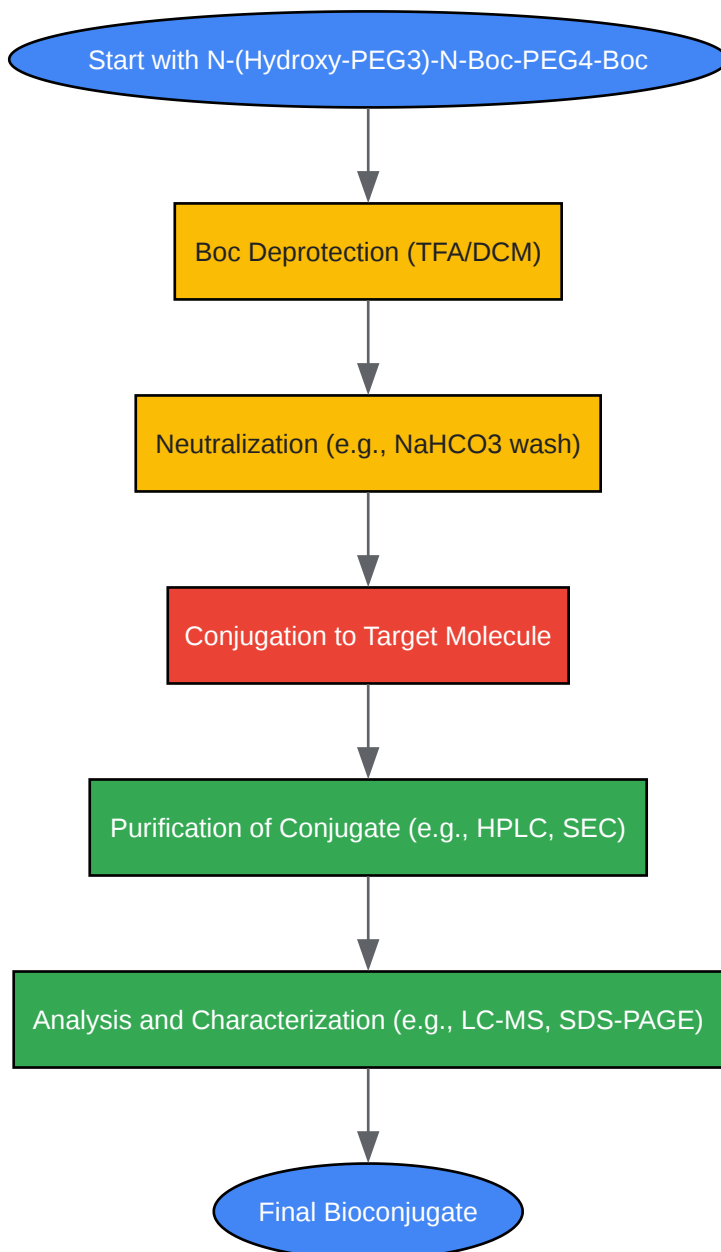 Start with N-(Hydroxy-PEG3)-N-Boc-PEG4-Boc
Boc Deprotection (TFA/DCM)
Neutralization (e.g., NaHCO3 wash)
Conjugation to Target Molecule
Purification of Conjugate (e.g., HPLC, SEC)
Analysis and Characterization (e.g., LC-MS, SDS-PAGE)
Final Bioconjugate